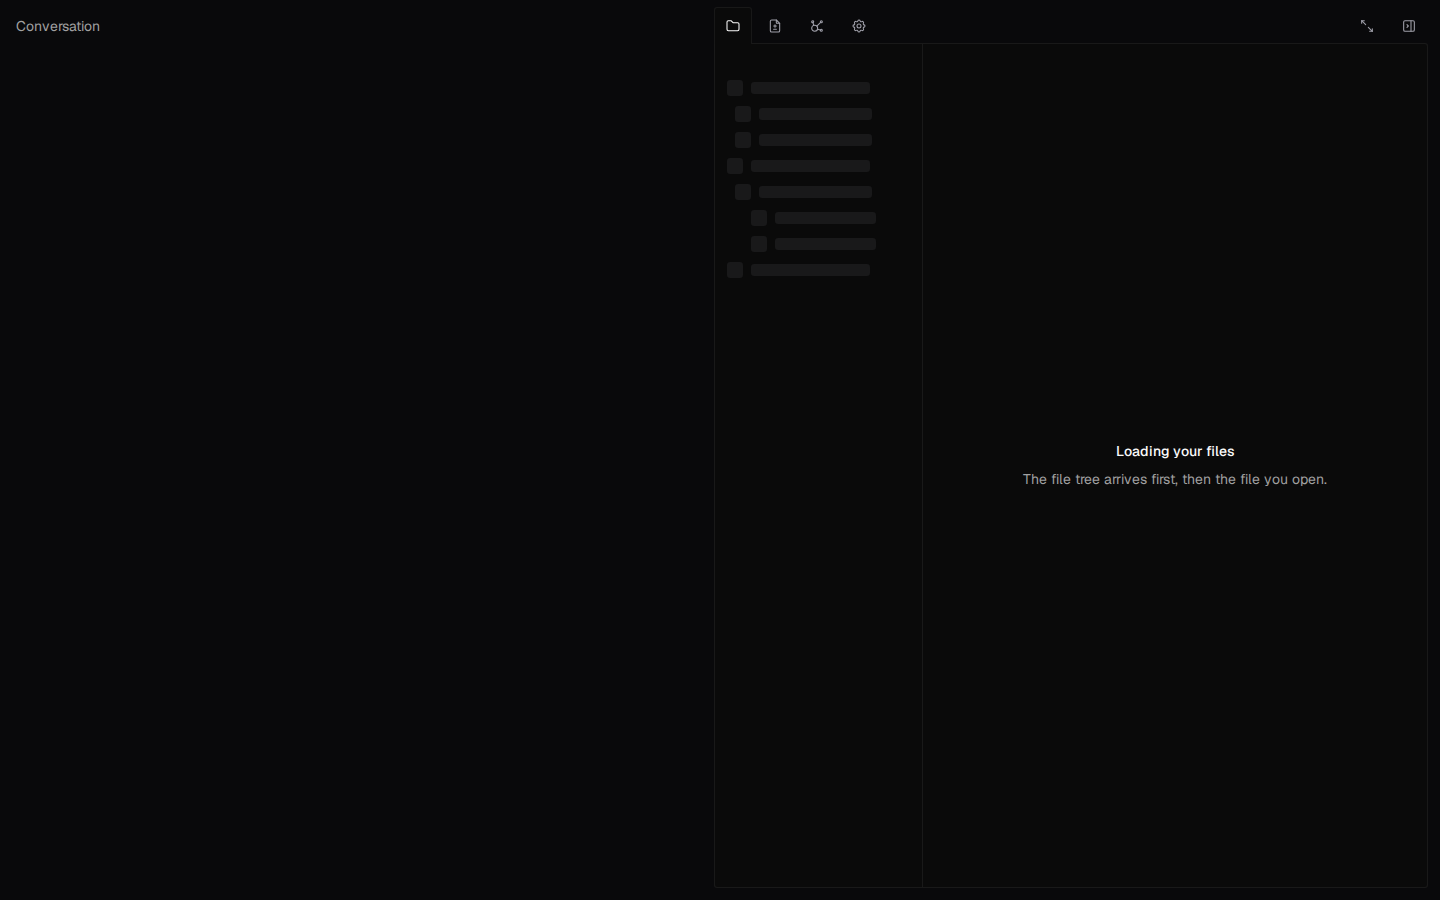 Conversation
Loading your files
The file tree arrives first, then the file you open.